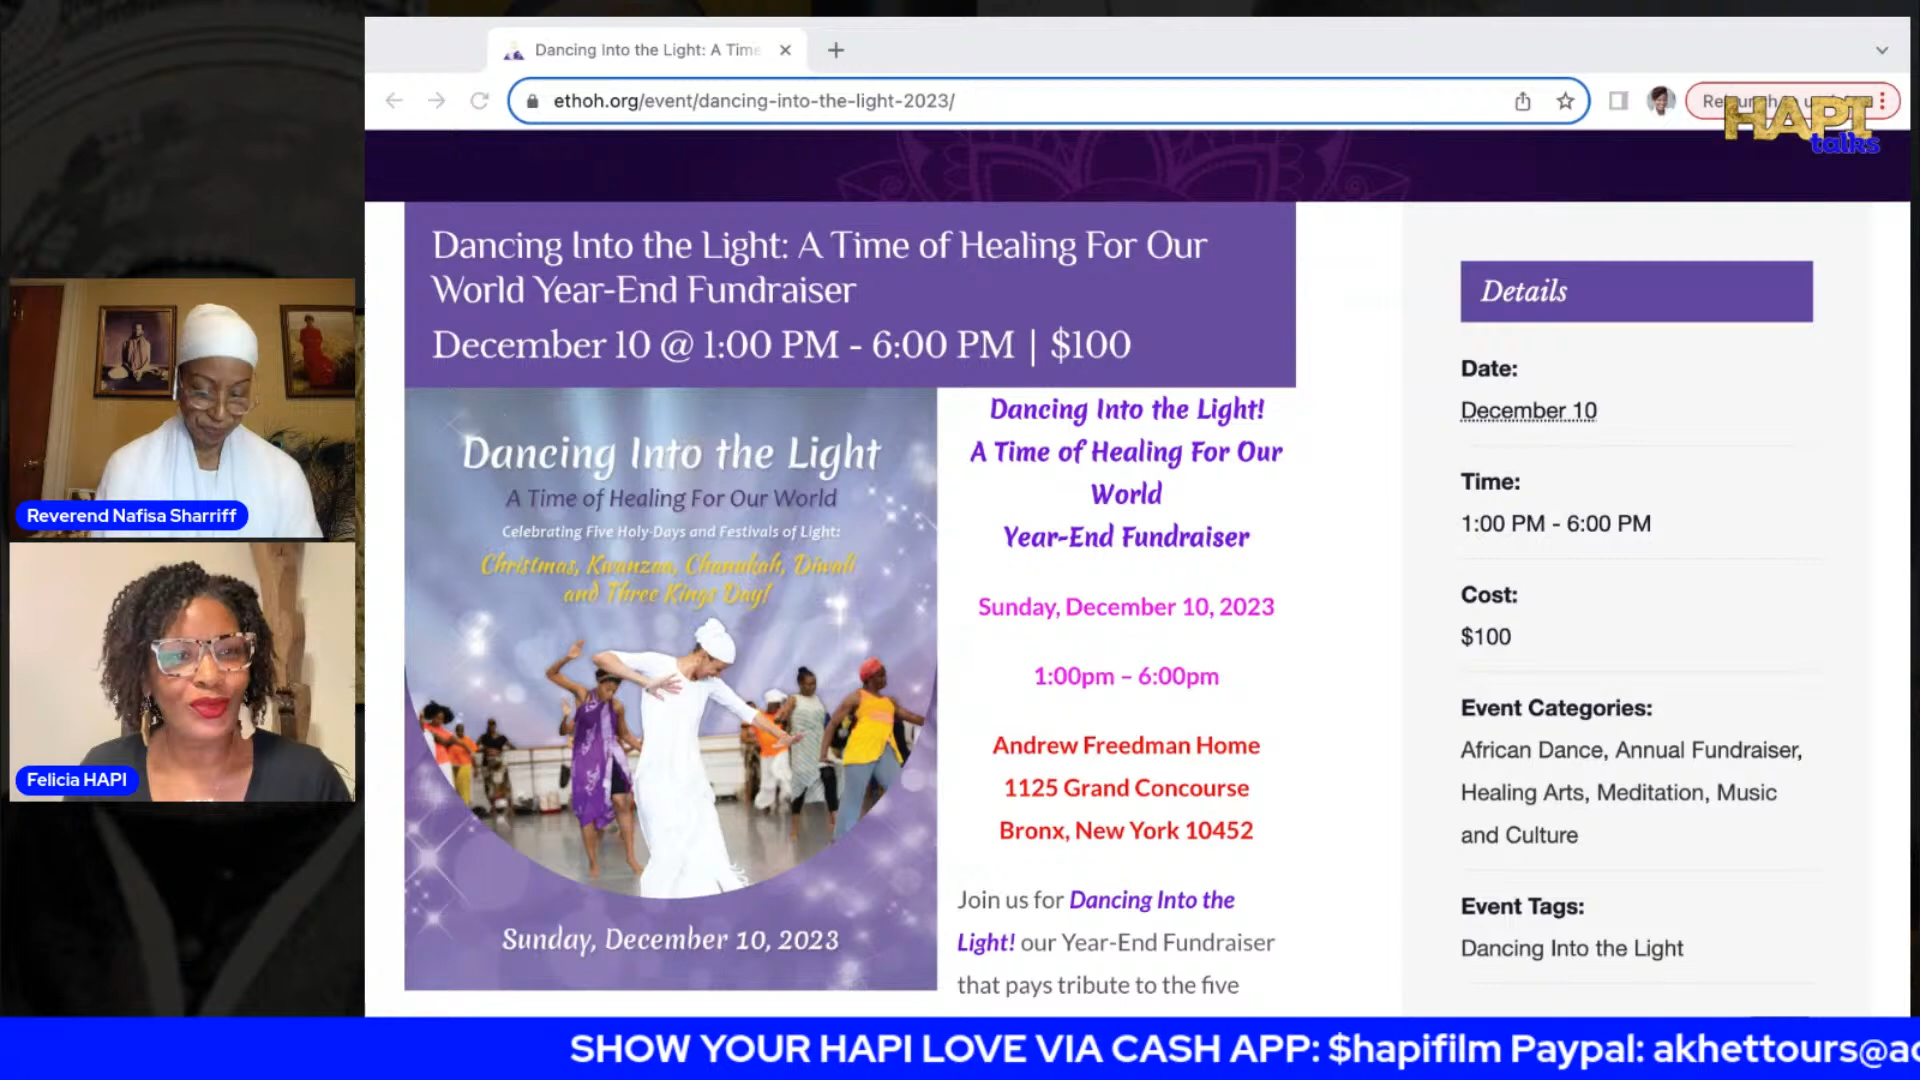 Dancing Into the Light: A Time
ethoh.org/event/dancing-into-the-light-2023/
HAPI
talks
Dancing Into the Light: A Time of Healing For Our
World Year-End Fundraiser
December 10 @ 1:00 PM - 6:00 PM | $100
Dancing Into the Light
A Time of Healing For Our World
Celebrating Five Holy-Days and Festivals of Light:
Christmas, Kwanzaa, Chanukah, Diwali
and Three Kings Day!
Sunday, December 10, 2023
Dancing Into the Light!
A Time of Healing For Our
World
Year-End Fundraiser
Sunday, December 10, 2023
1:00pm – 6:00pm
Andrew Freedman Home
1125 Grand Concourse
Bronx, New York 10452
Join us for Dancing Into the
Light! our Year-End Fundraiser
that pays tribute to the five
Details
Date:
December 10
Time:
1:00 PM - 6:00 PM
Cost:
$100
Event Categories:
African Dance, Annual Fundraiser,
Healing Arts, Meditation, Music
and Culture
Event Tags:
Dancing Into the Light
Reverend Nafisa Sharriff
Felicia HAPI
SHOW YOUR HAPI LOVE VIA CASH APP: $hapifilm Paypal: akhettours@